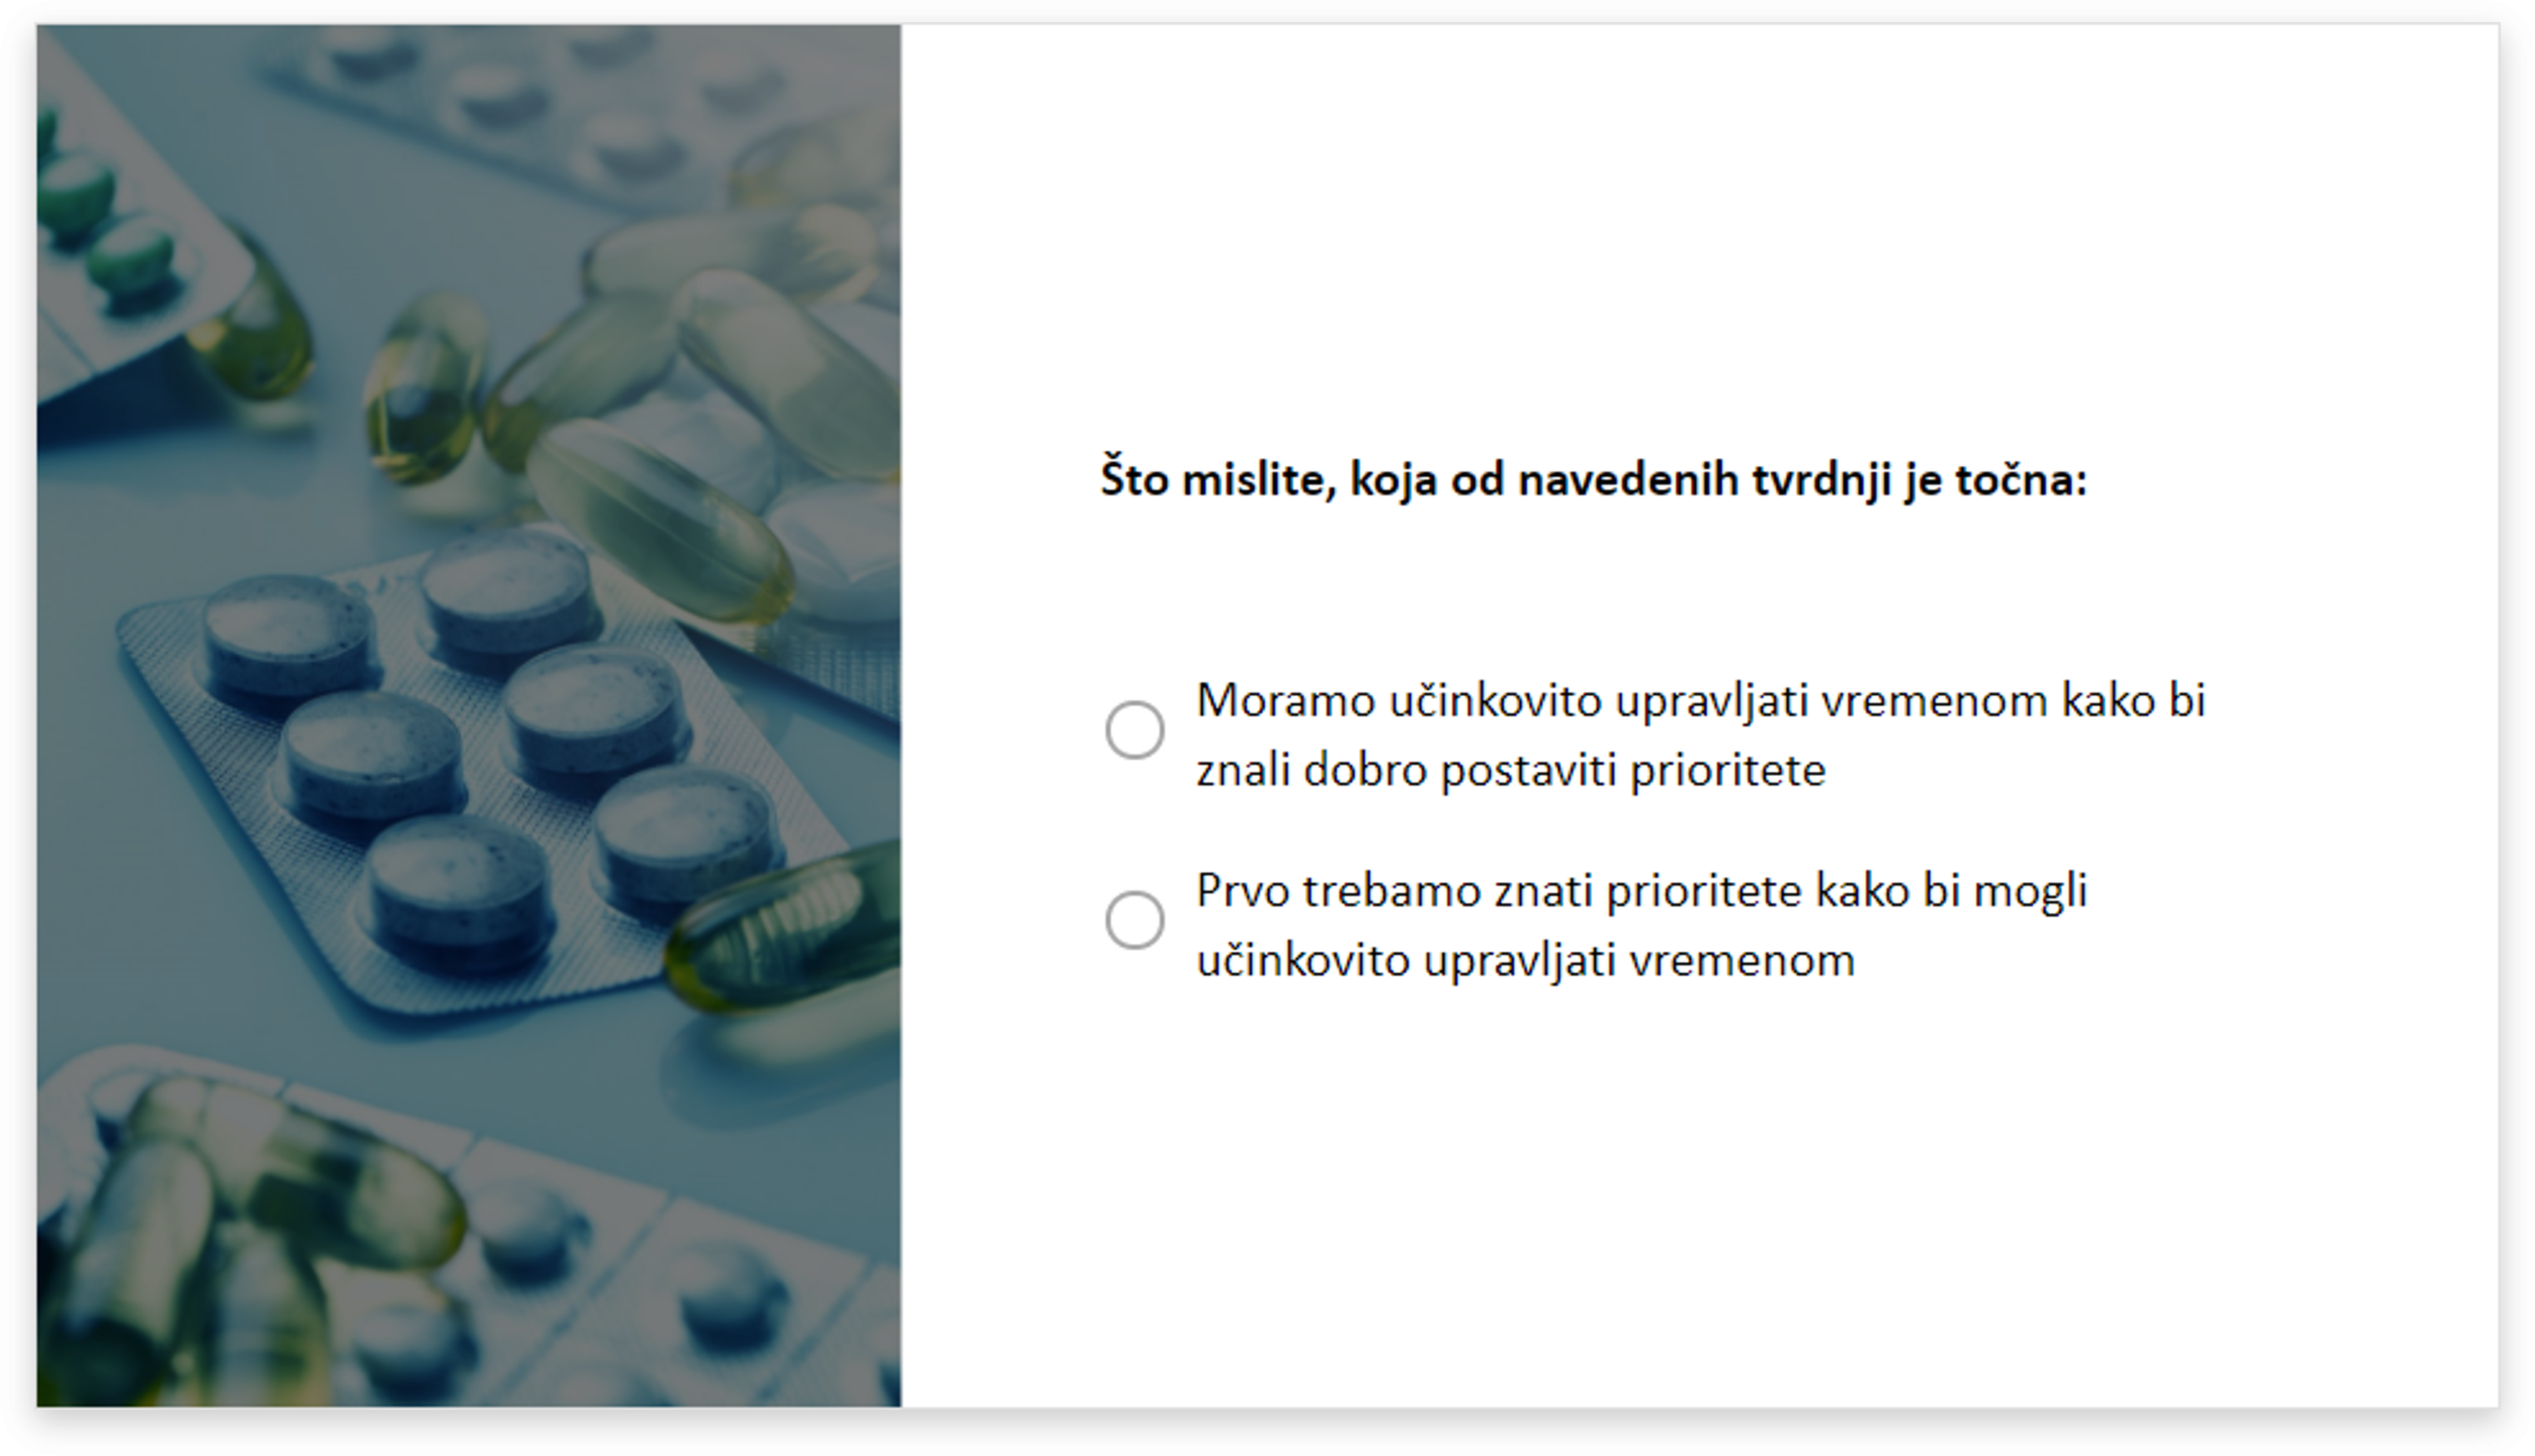 Što mislite, koja od navedenih tvrdnji je točna:
Moramo učinkovito upravljati vremenom kako bi
znali dobro postaviti prioritete
Prvo trebamo znati prioritete kako bi mogli
učinkovito upravljati vremenom